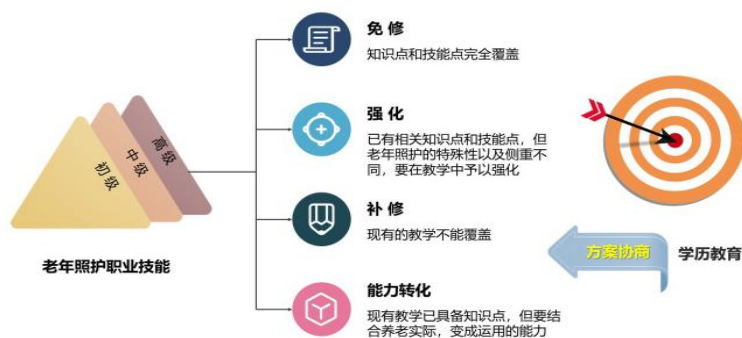 初级
中级
高级
老年照护职业技能
免 修
知识点和技能点完全覆盖
强 化
已有相关知识点和技能点，但
老年照护的特殊性以及侧重不
同，要在教学中予以强化
补 修
现有的教学不能覆盖
能力转化
现有教学已具备知识点，但要结
合养老实际，变成运用的能力
方案协商
学历教育